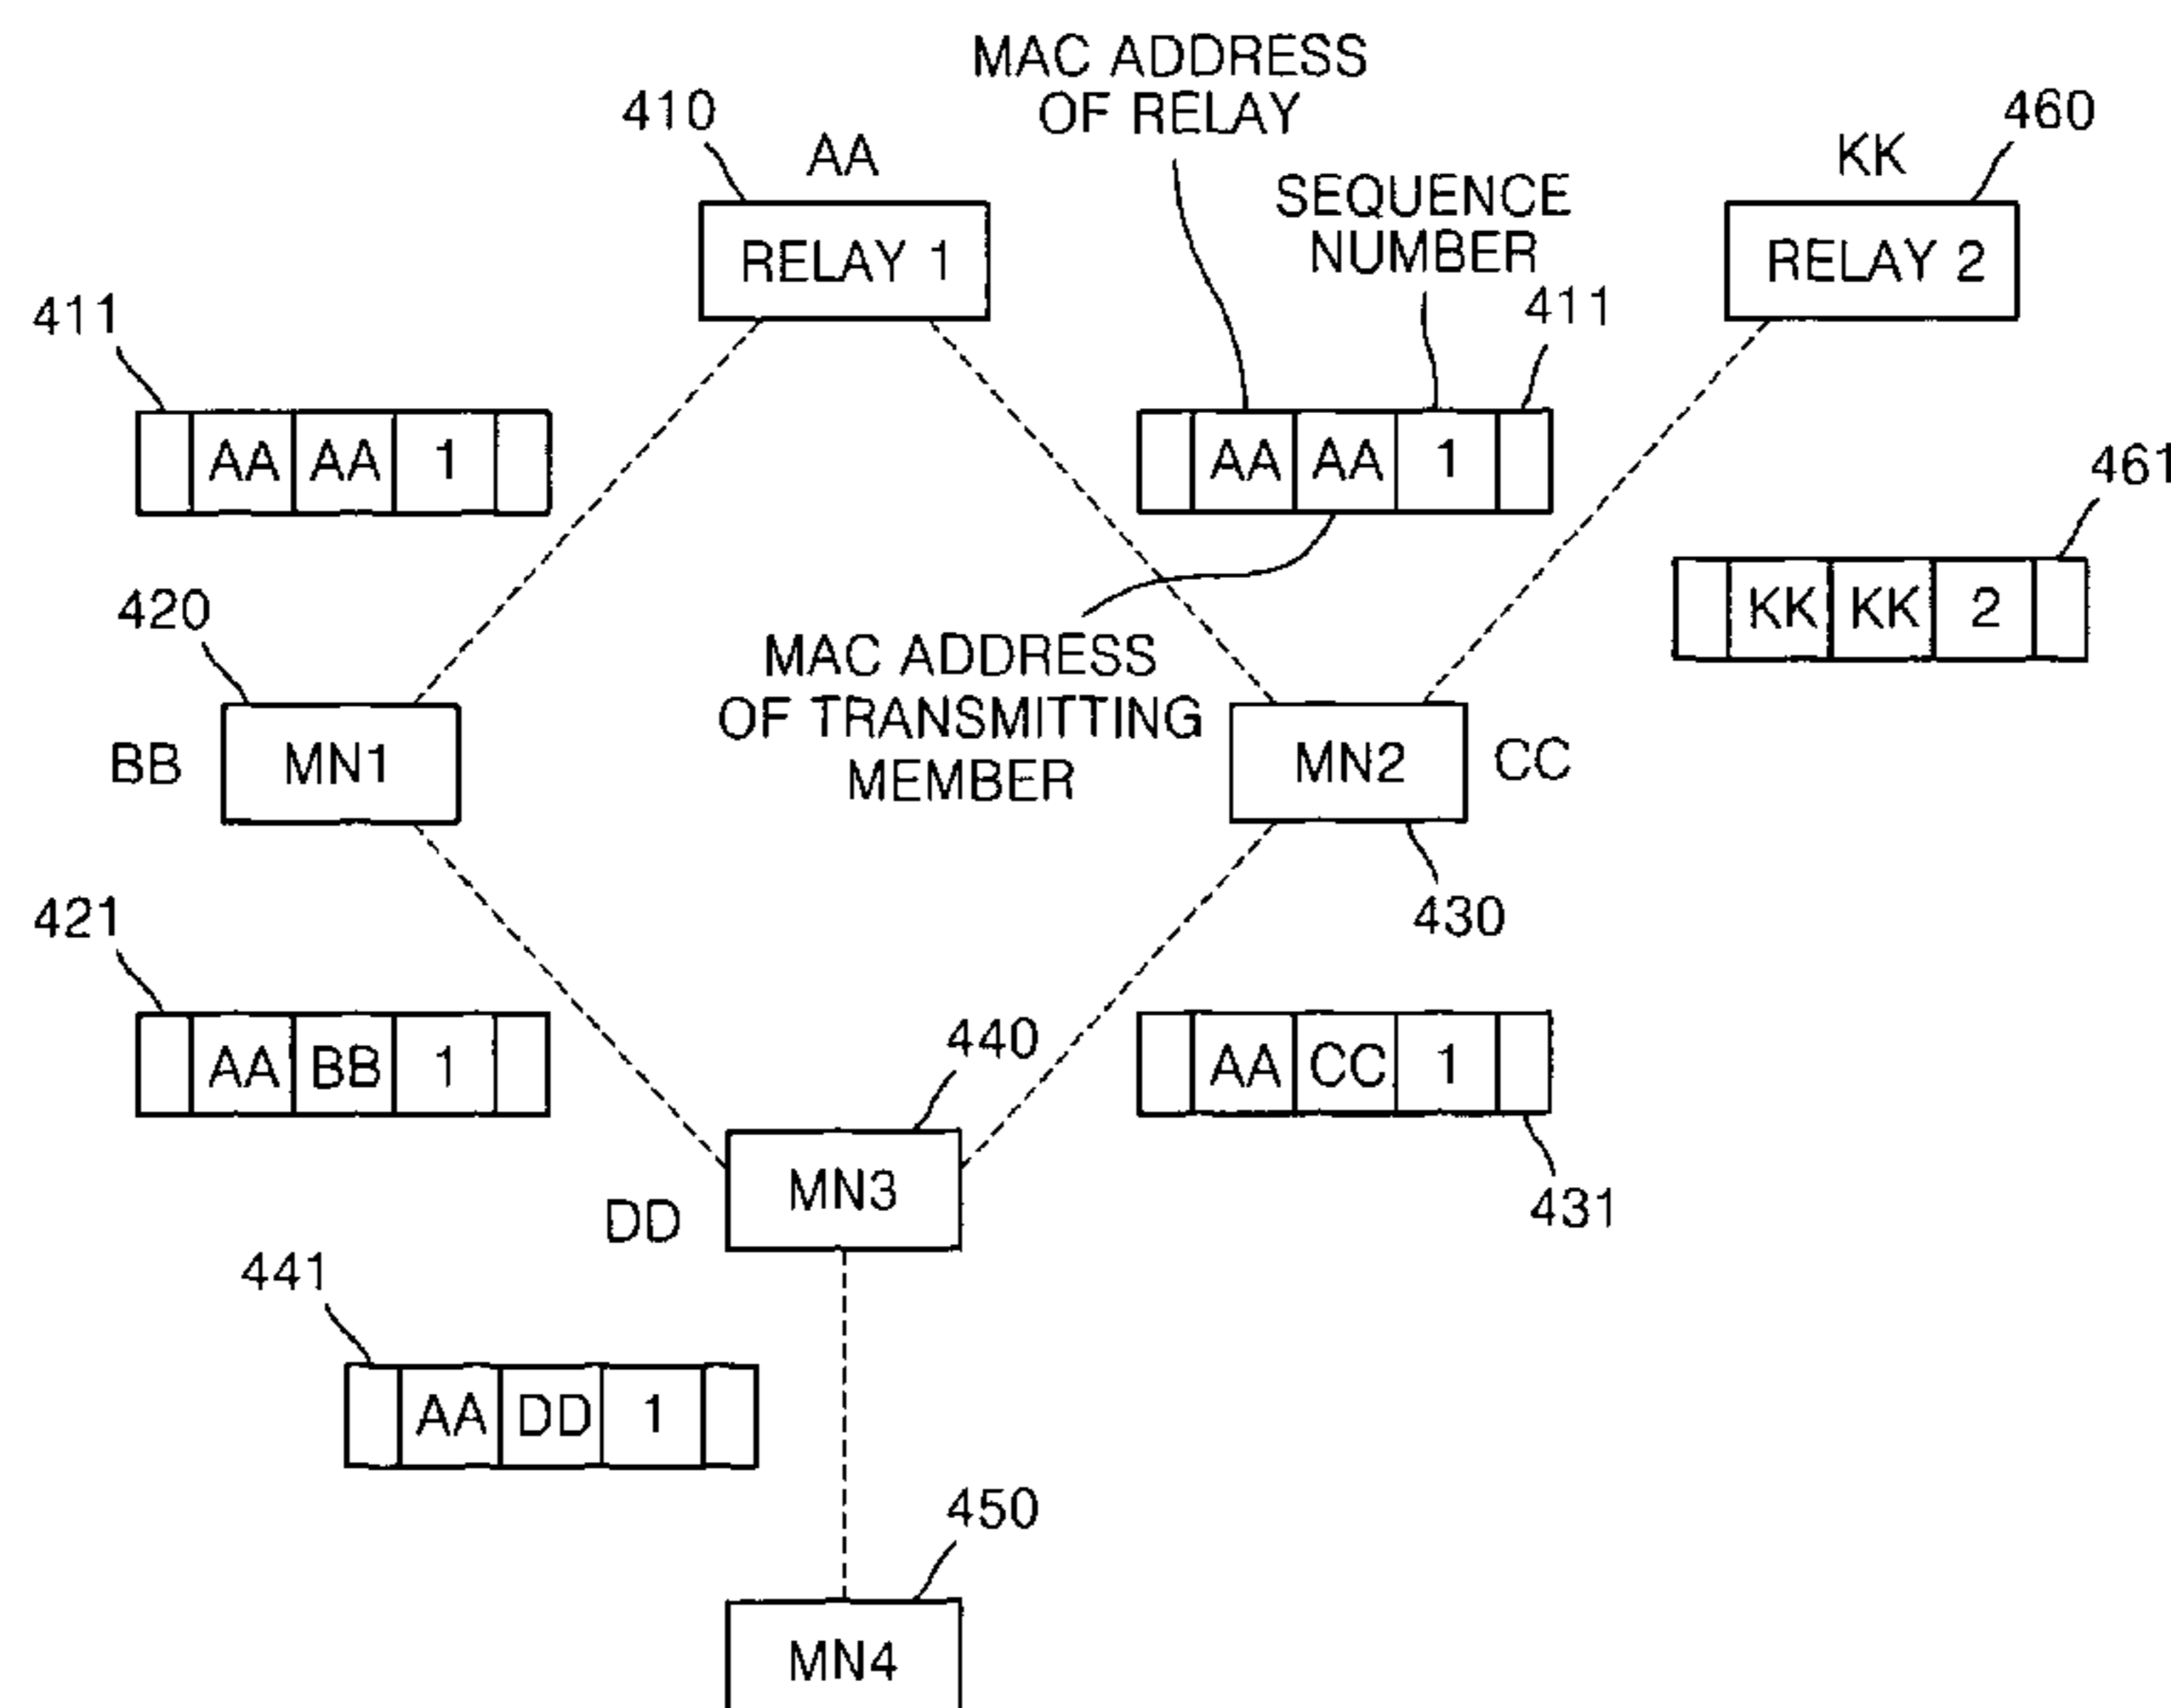 MAC ADDRESS
OF RELAY
410
AA
460
KK
SEQUENCE
NUMBER
RELAY 1
RELAY 2
411
411
AA AA 1
AA AA 1
461
KK KK 2
420
MAC ADDRESS
OF TRANSMITTING
MEMBER
BB
MN1
MN2
CC
430
421
AA BB 1
440
AA CC 1
431
MN3
DD
441
AA DD 1
450
MN4